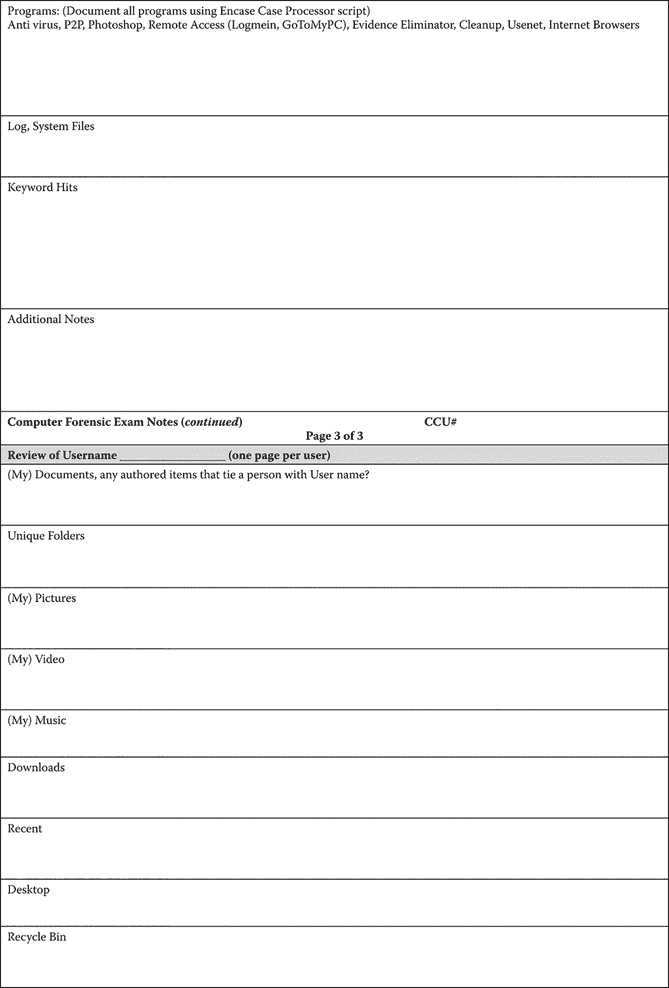 Programs: (Document all programs using Encase Case Processor script)
Anti virus, P2P, Photoshop, Remote Access (Logmein, GoToMyPC), Evidence Eliminator, Cleanup, Usenet, Internet Browsers
Log, System Files
Keyword Hits
Additional Notes
Computer Forensic Exam Notes (continued) CCU#
Page 3 of 3
Review of Username __________________ (one page per user)
(My) Documents, any authored items that tie a person with User name?
Unique Folders
(My) Pictures
(My) Video
(My) Music
Downloads
Recent
Desktop
Recycle Bin